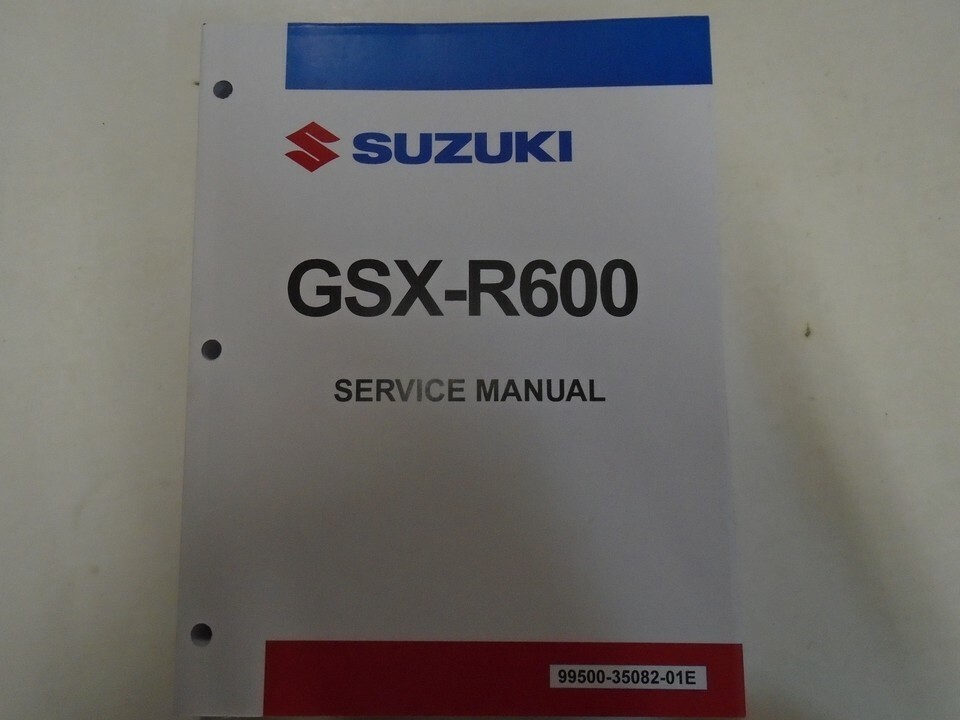 SUZUKI
GSX-R600
SERVICE MANUAL
99500-35082-01E